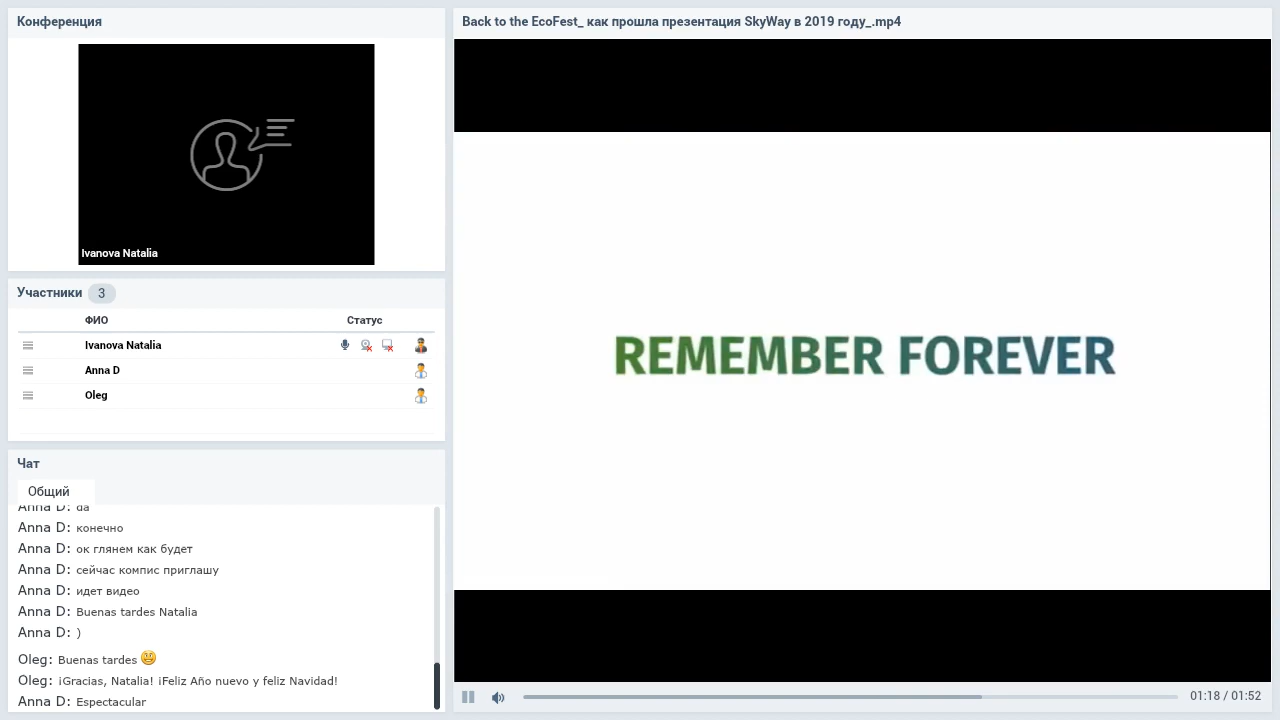 Конференция
Ivanova Natalia
Участники 3
ФИО Статус
Ivanova Natalia
Anna D
Oleg
Чат
Общий
Anna D: da
Anna D: конечно
Anna D: ок глянем как будет
Anna D: сейчас компис приглашу
Anna D: идет видео
Anna D: Buenas tardes Natalia
Anna D: )
Oleg: Buenas tardes
Oleg: ¡Gracias, Natalia! ¡Feliz Año nuevo y feliz Navidad!
Anna D: Espectacular
Back to the EcoFest_ как прошла презентация SkyWay в 2019 году_.mp4
REMEMBER FOREVER
01:18 / 01:52